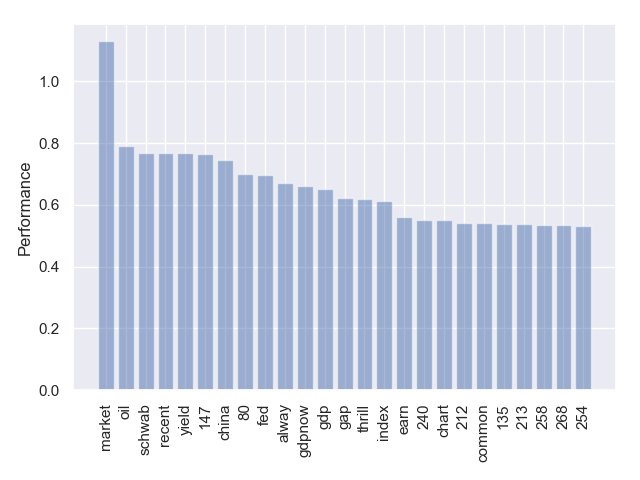 Performance
1.0
0.8
0.6
0.4
0.2
0.0
market
oil
schwab
recent
yield
147
china
80
fed
alway
gdpnow
gdp
gap
thrill
index
earn
240
chart
212
common
135
213
258
268
254